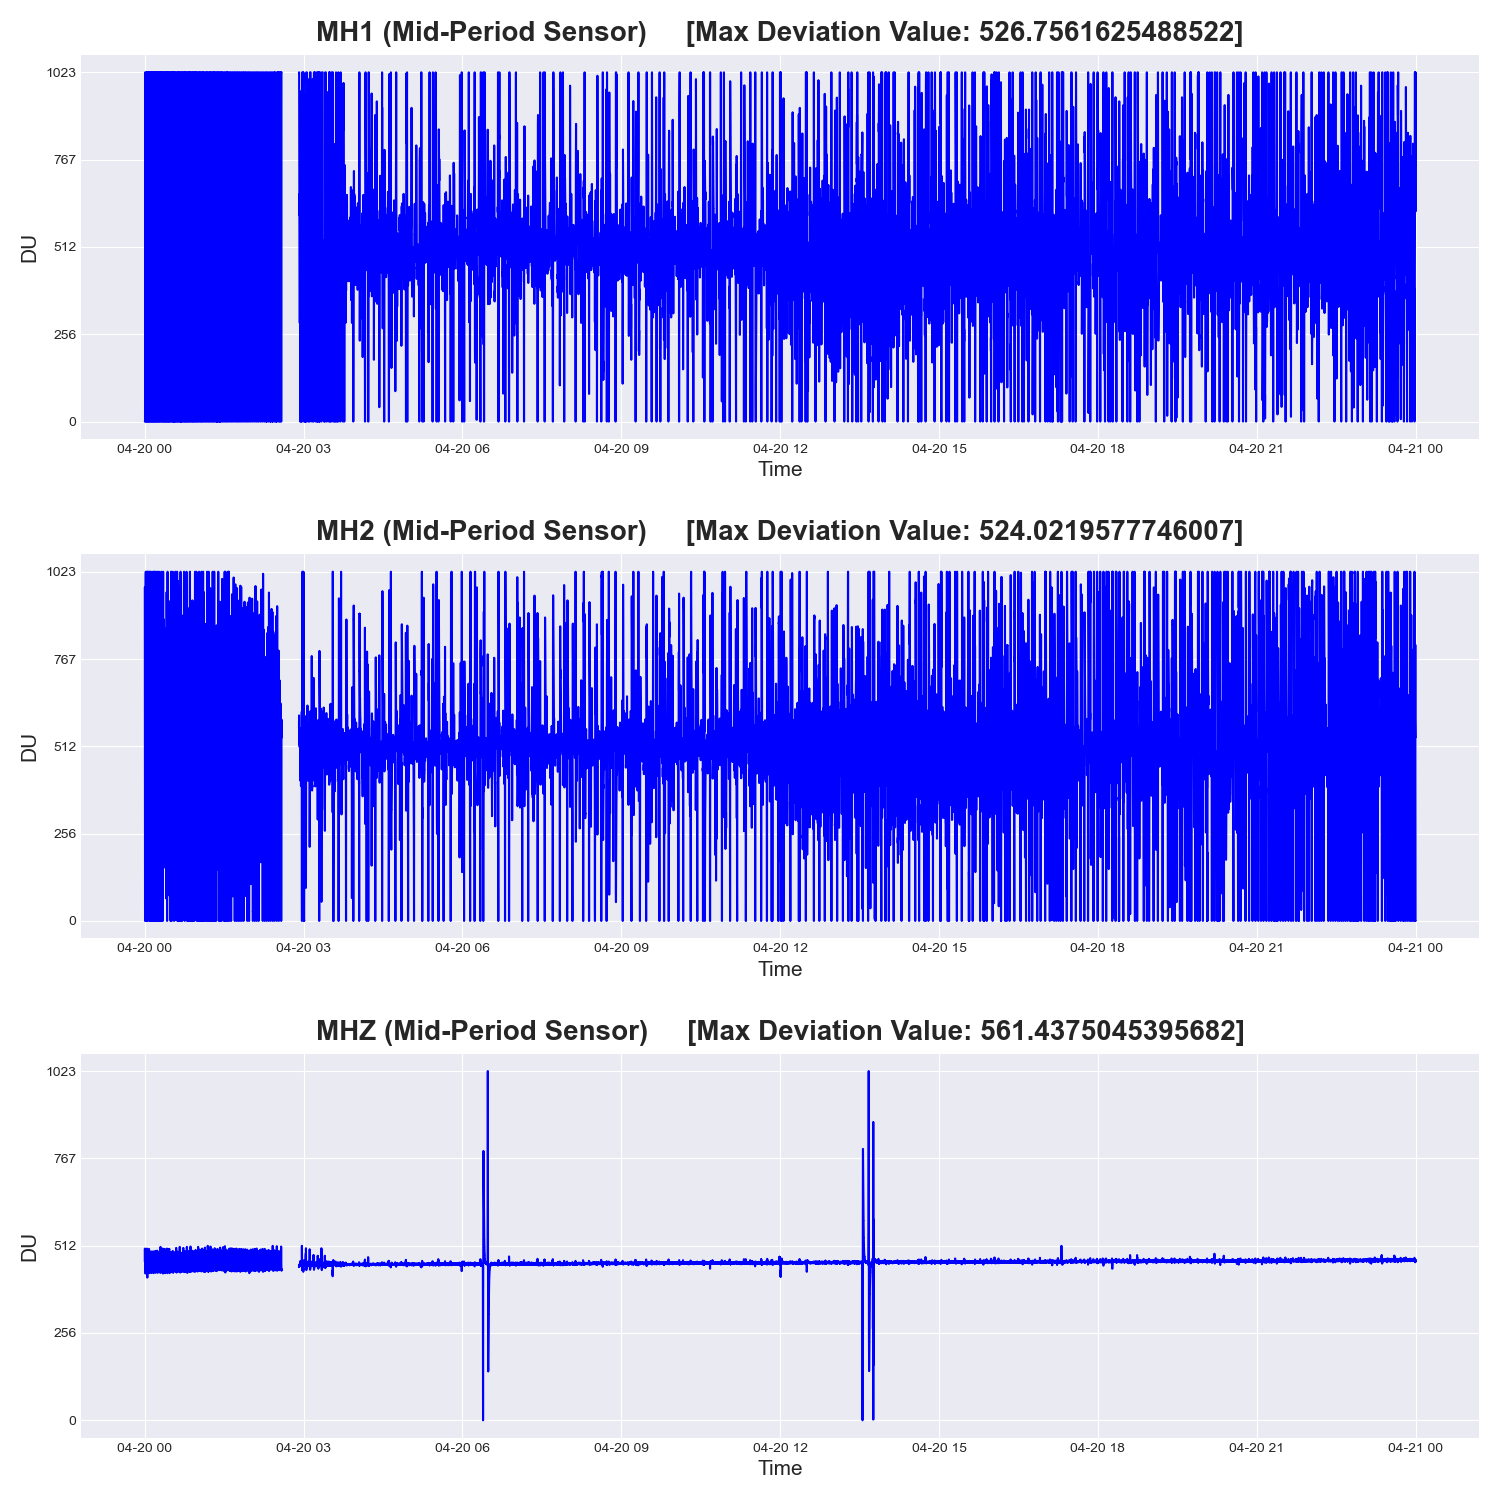 MH1 (Mid-Period Sensor) [Max Deviation Value: 526.7561625488522]
1023
767
512
256
0
DU
04-20 00 04-20 03 04-20 06 04-20 09 04-20 12 04-20 15 04-20 18 04-20 21 04-21 00
Time
MH2 (Mid-Period Sensor) [Max Deviation Value: 524.0219577746007]
1023
767
512
256
0
DU
04-20 00 04-20 03 04-20 06 04-20 09 04-20 12 04-20 15 04-20 18 04-20 21 04-21 00
Time
MHZ (Mid-Period Sensor) [Max Deviation Value: 561.4375045395682]
1023
767
512
256
0
DU
04-20 00 04-20 03 04-20 06 04-20 09 04-20 12 04-20 15 04-20 18 04-20 21 04-21 00
Time